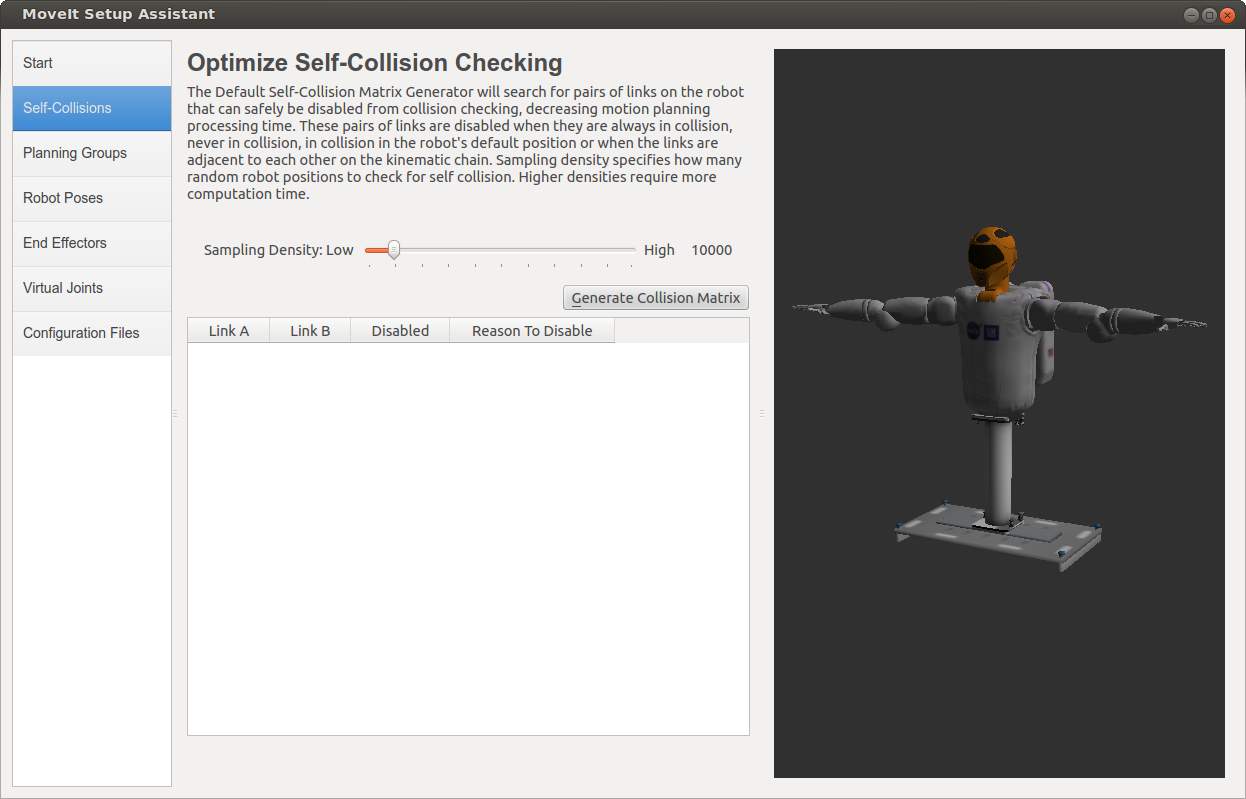 MoveIt Setup Assistant
Start
Self-Collisions
Planning Groups
Robot Poses
End Effectors
Virtual Joints
Configuration Files
Optimize Self-Collision Checking
The Default Self-Collision Matrix Generator will search for pairs of links on the robot
that can safely be disabled from collision checking, decreasing motion planning
processing time. These pairs of links are disabled when they are always in collision,
never in collision, in collision in the robot's default position or when the links are
adjacent to each other on the kinematic chain. Sampling density specifies how many
random robot positions to check for self collision. Higher densities require more
computation time.
Sampling Density: Low High 10000
Generate Collision Matrix
Link A Link B Disabled Reason To Disable